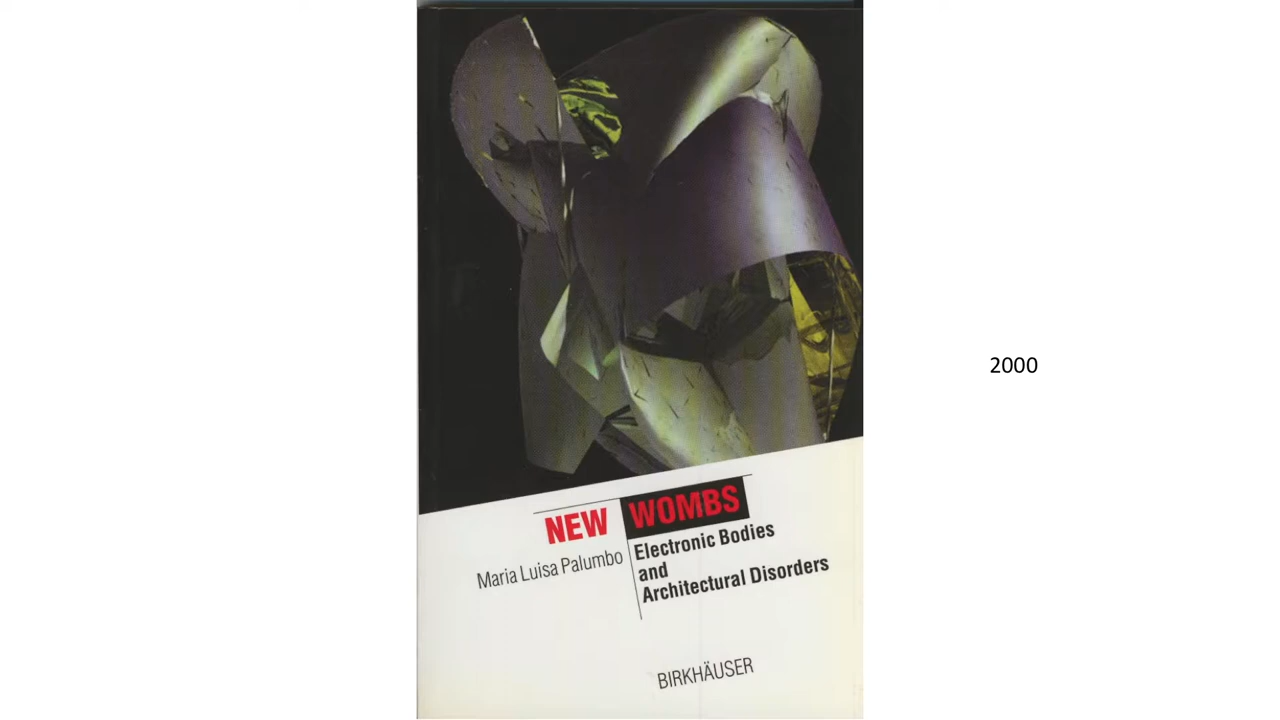 NEW WOMBS
Maria Luisa Palumbo
Electronic Bodies
and
Architectural Disorders
BIRKHÄUSER
2000